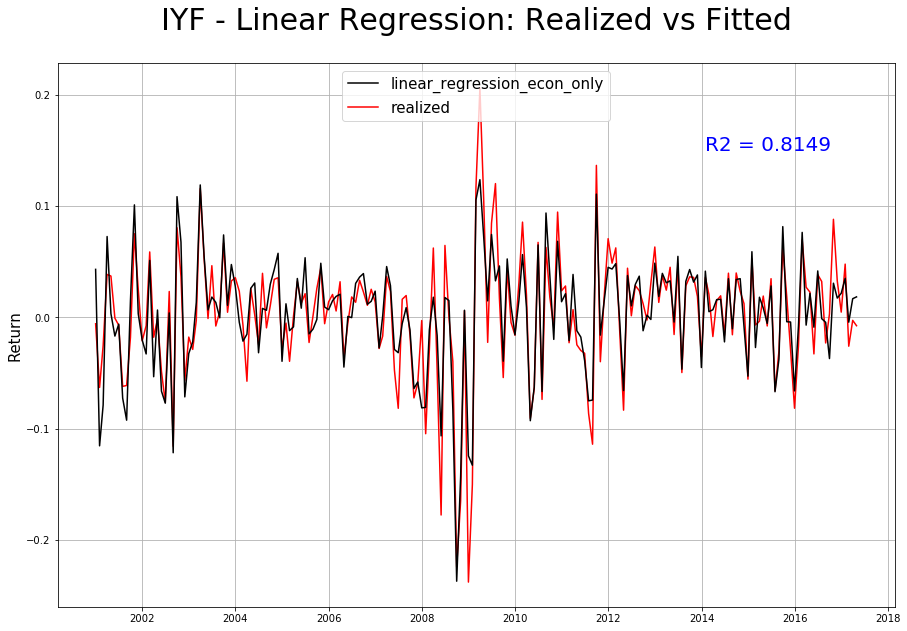 IYF - Linear Regression: Realized vs Fitted
linear_regression_econ_only
realized
R2 = 0.8149
Return
0.2
0.1
0.0
−0.1
−0.2
2002 2004 2006 2008 2010 2012 2014 2016 2018